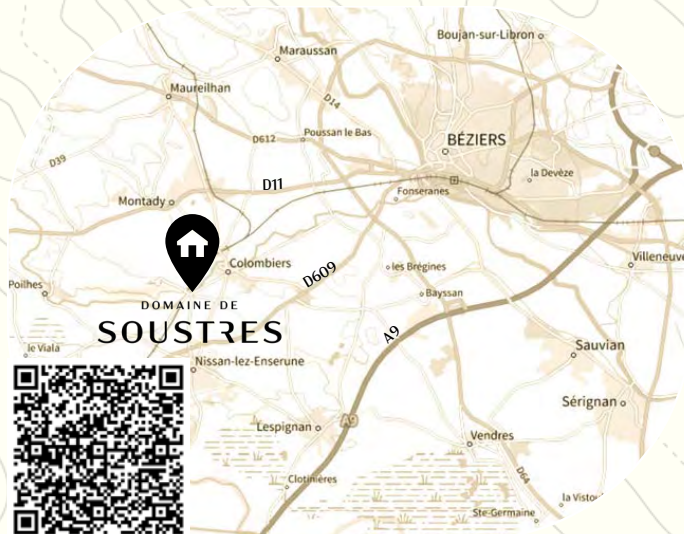 Boujan-sur-Libron
Maraussan
Maureilhan
D14
D612
Poussan le Bas
BÉZIERS
D39
la Devèze
D11
Fonseranes
Montady
Colombiers
D609
les Brégines
Villeneuve
Poilhes
Bayssan
DOMAINE DE
SOUSTRES
A9
le Viala
Nissan-lez-Enserune
Sauvian
Sérignan
A9
Lespignan
Vendres
Clotinières
D64
Ste-Germaine